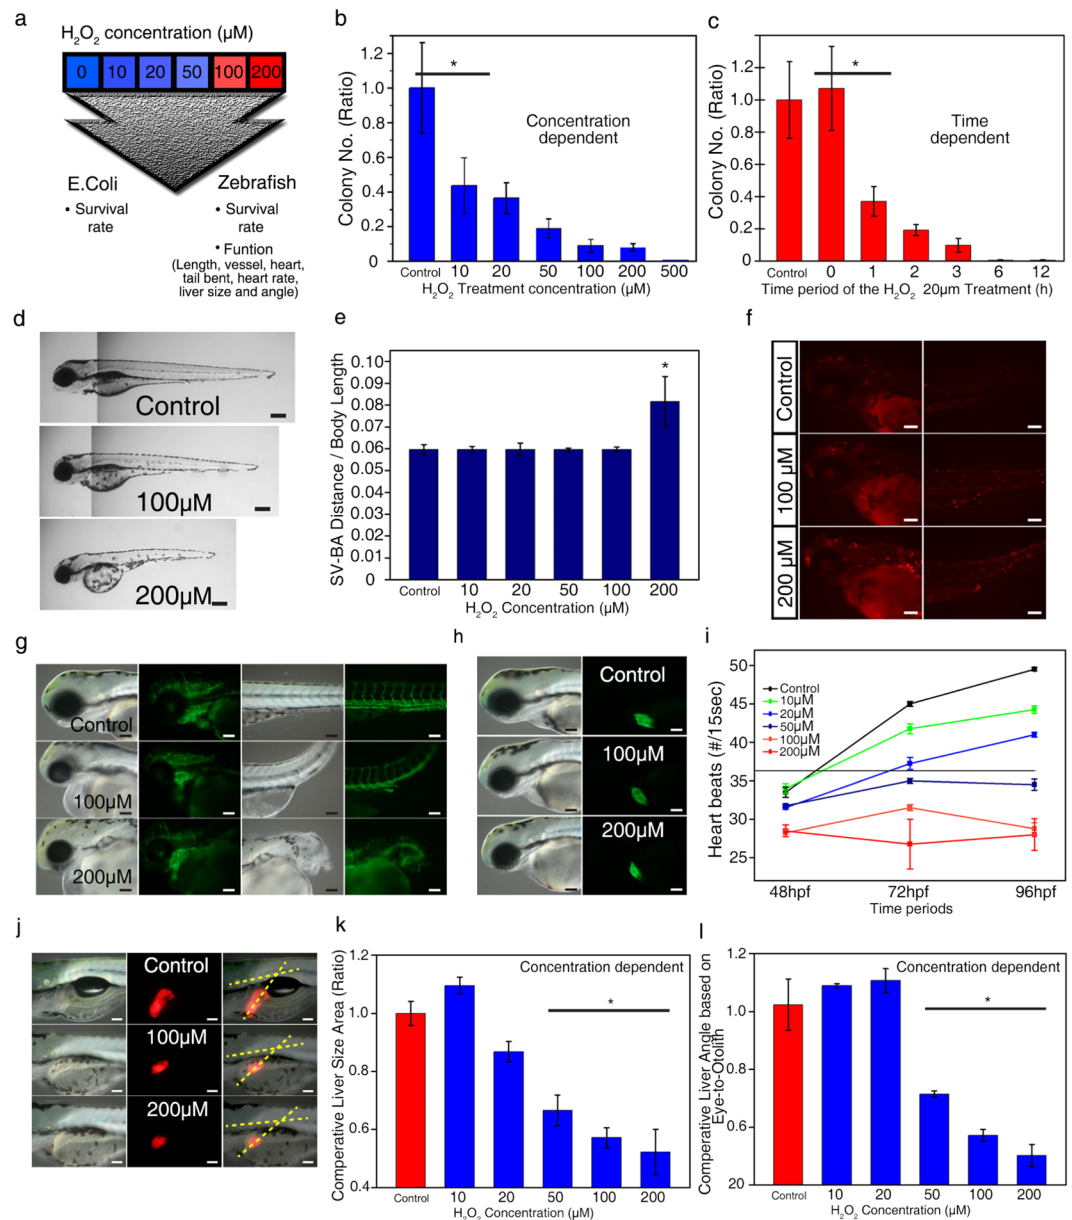 a
H₂O₂ concentration (µM)
0 10 20 50 100 200
E.Coli
• Survival
rate
Zebrafish
• Survival
rate
• Funtion
(Length, vessel, heart,
tail bent, heart rate,
liver size and angle)
b
Colony No. (Ratio)
1.2
1.0
0.8
0.6
0.4
0.2
0
*
Concentration
dependent
Control 10 20 50 100 200 500
H₂O₂ Treatment concentration (µM)
c
Colony No. (Ratio)
1.2
1.0
0.8
0.6
0.4
0.2
0
*
Time
dependent
Control 0 1 2 3 6 12
Time period of the H₂O₂ 20µm Treatment (h)
d
Control
100µM
200µM
e
SV-BA Distance / Body Length
0.10
0.09
0.08
0.06
0.06
0.04
0.03
0.02
0.01
0
*
Control 10 20 50 100 200
H₂O₂ Concentration (µM)
f
Control
100 µM
200 µM
g
Control
100µM
200µM
h
Control
100µM
200µM
i
Heart beats (#/15sec)
50
45
40
35
30
25
Control
10µM
20µM
50µM
100µM
200µM
48hpf 72hpf 96hpf
Time periods
j
Control
100µM
200µM
k
Comperative Liver Size Area (Ratio)
1.2
1.0
0.8
0.6
0.4
Concentration dependent
*
Control 10 20 50 100 200
H₂O₂ Concentration (µM)
l
Comperative Liver Angle based on
Eye-to-Otolith
1.2
1.0
0.8
0.6
20
Concentration dependent
*
Control 10 20 50 100 200
H₂O₂ Concentration (µM)